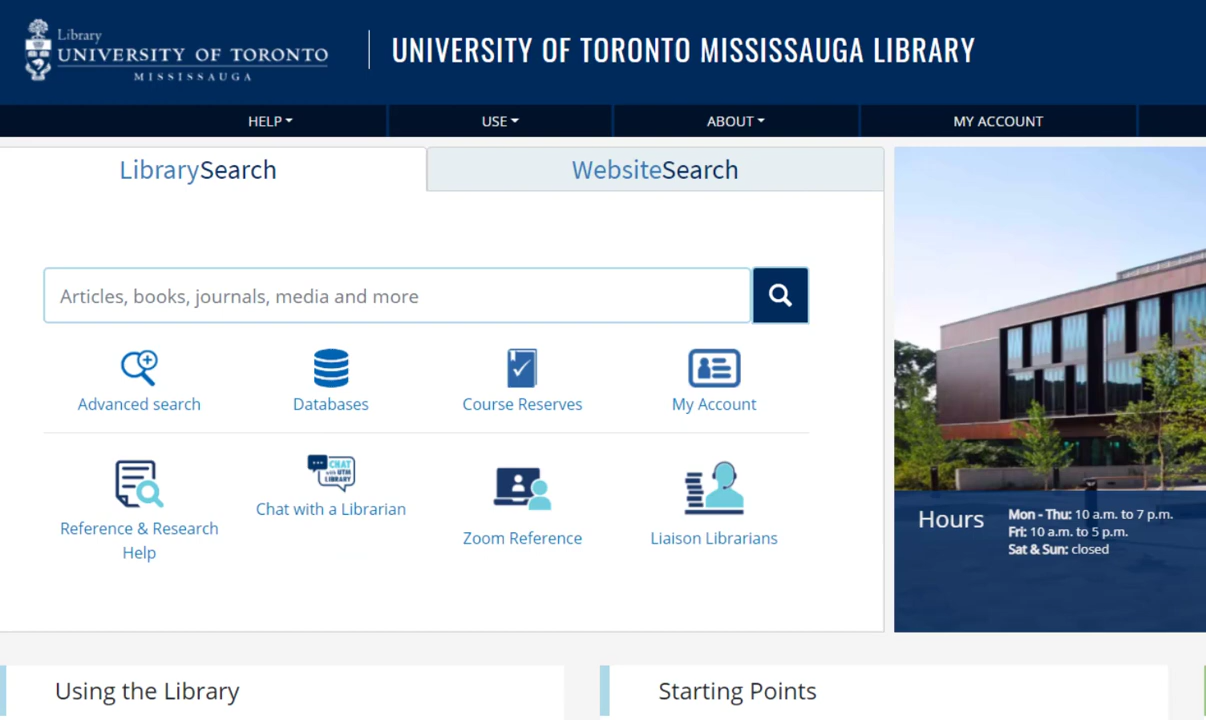 Library
UNIVERSITY OF TORONTO
MISSISSAUGA
UNIVERSITY OF TORONTO MISSISSAUGA LIBRARY
HELP
USE
ABOUT
MY ACCOUNT
LibrarySearch
WebsiteSearch
Articles, books, journals, media and more
Advanced search
Databases
Course Reserves
My Account
CHAT
with UTM
LIBRARY
Reference & Research
Help
Chat with a Librarian
Zoom Reference
Liaison Librarians
Hours
Mon - Thu: 10 a.m. to 7 p.m.
Fri: 10 a.m. to 5 p.m.
Sat & Sun: closed
Using the Library
Starting Points